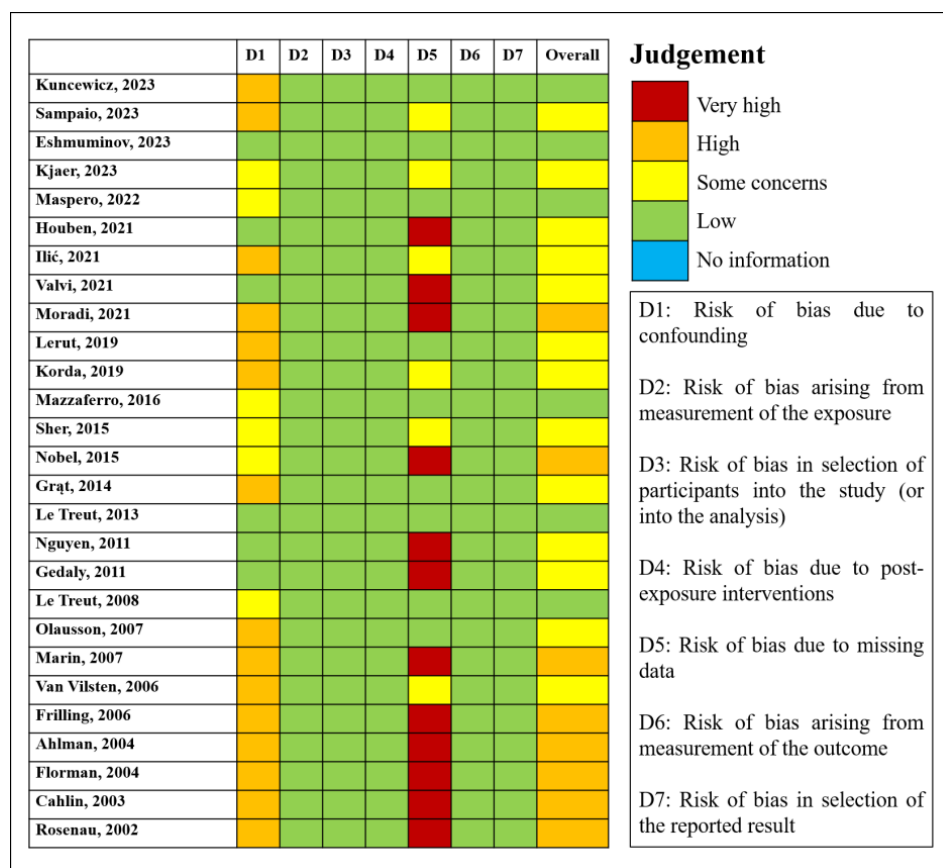 D1 D2 D3 D4 D5 D6 D7 Overall
Kuncewicz, 2023
Sampaio, 2023
Eshmuminov, 2023
Kjaer, 2023
Maspero, 2022
Houben, 2021
Ilić, 2021
Valvi, 2021
Moradi, 2021
Lerut, 2019
Korda, 2019
Mazzaferro, 2016
Sher, 2015
Nobel, 2015
Grąt, 2014
Le Treut, 2013
Nguyen, 2011
Gedaly, 2011
Le Treut, 2008
Olausson, 2007
Marin, 2007
Van Vilsten, 2006
Frilling, 2006
Ahlman, 2004
Florman, 2004
Cahlin, 2003
Rosenau, 2002
Judgement
Very high
High
Some concerns
Low
No information
D1: Risk of bias due to
confounding
D2: Risk of bias arising from
measurement of the exposure
D3: Risk of bias in selection of
participants into the study (or
into the analysis)
D4: Risk of bias due to post-
exposure interventions
D5: Risk of bias due to missing
data
D6: Risk of bias arising from
measurement of the outcome
D7: Risk of bias in selection of
the reported result